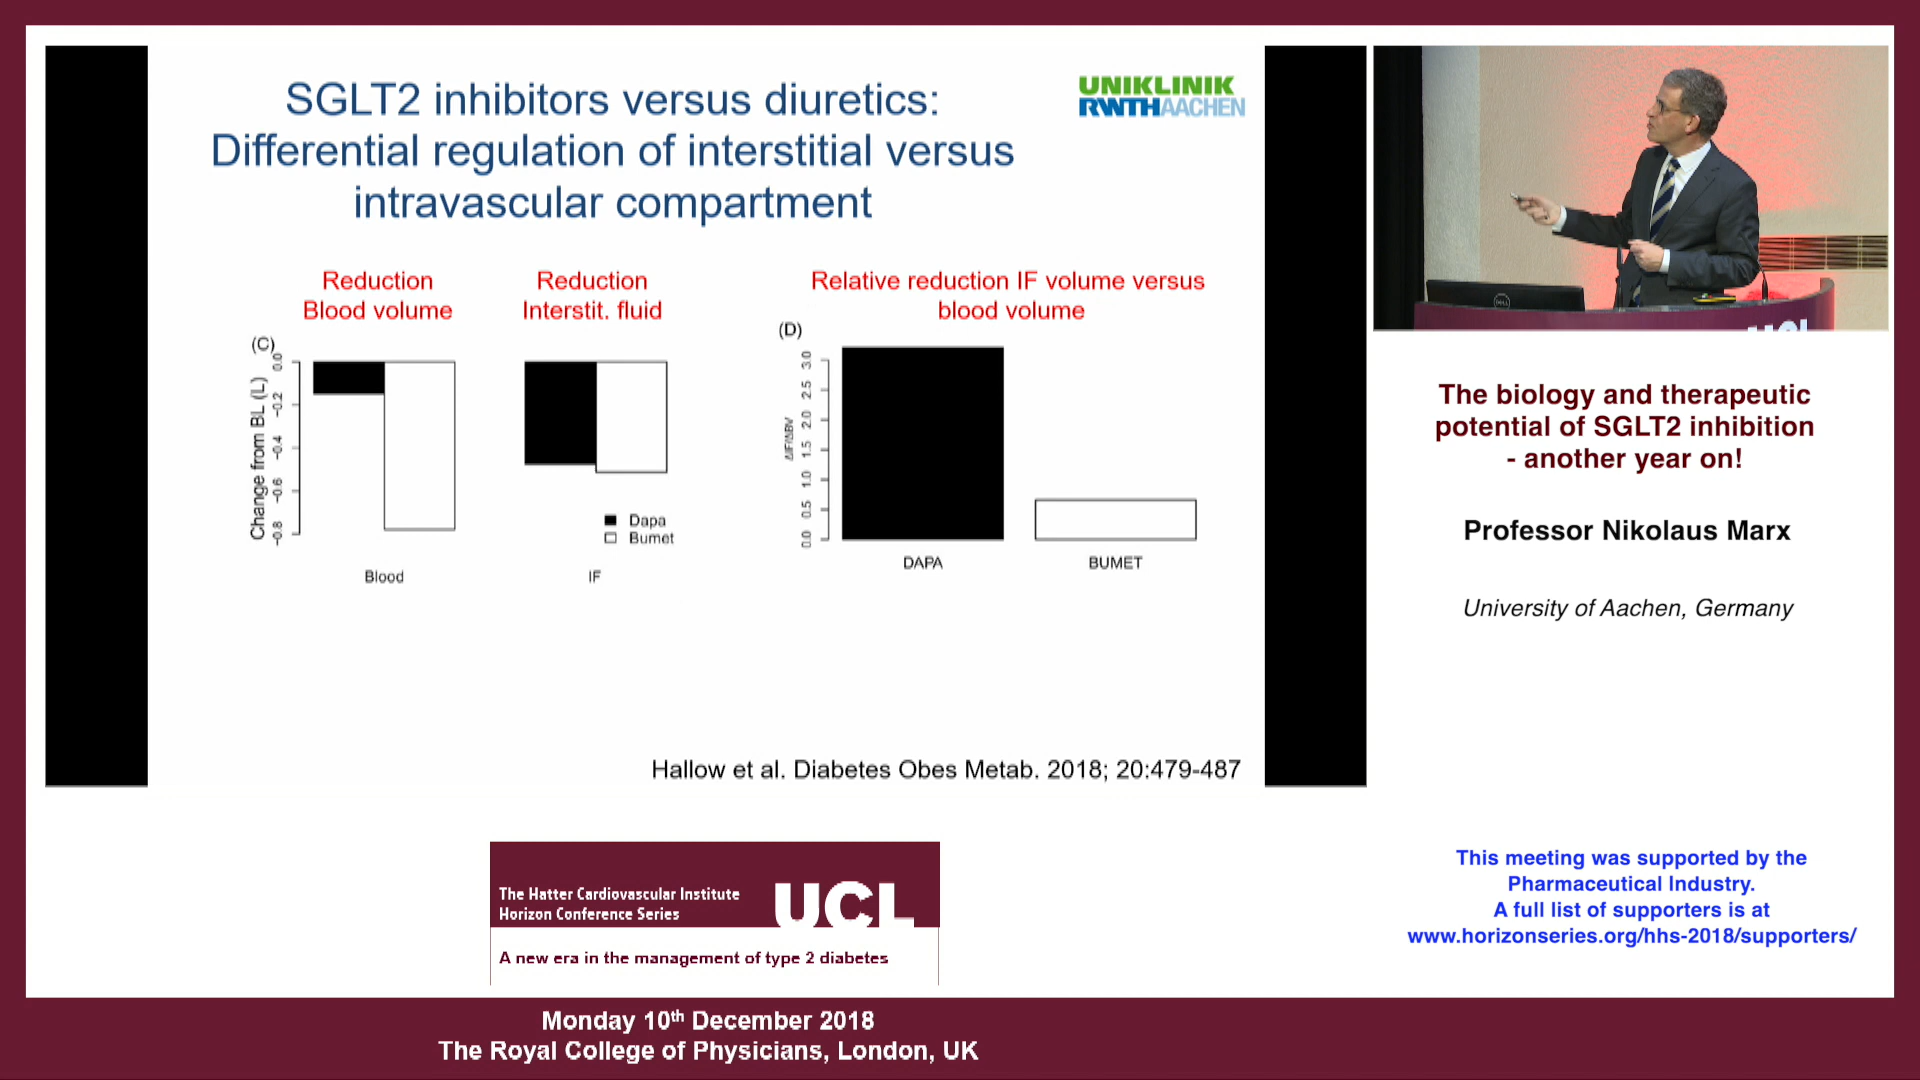 SGLT2 inhibitors versus diuretics:
Differential regulation of interstitial versus
intravascular compartment
UNIKLINIK
RWTHAACHEN
Reduction
Blood volume
Reduction
Interstit. fluid
Relative reduction IF volume versus
blood volume
(C)
Change from BL (L)
0.0
-0.2
-0.4
-0.6
-0.8
Blood
IF
Dapa
Bumet
(D)
ΔIF/ΔBV
3.0
2.5
2.0
1.5
1.0
0.5
0.0
DAPA
BUMET
Hallow et al. Diabetes Obes Metab. 2018; 20:479-487
DELL
UCL
The biology and therapeutic
potential of SGLT2 inhibition
- another year on!
Professor Nikolaus Marx
University of Aachen, Germany
This meeting was supported by the
Pharmaceutical Industry.
A full list of supporters is at
www.horizonseries.org/hhs-2018/supporters/
The Hatter Cardiovascular Institute
Horizon Conference Series
UCL
A new era in the management of type 2 diabetes
Monday 10th December 2018
The Royal College of Physicians, London, UK